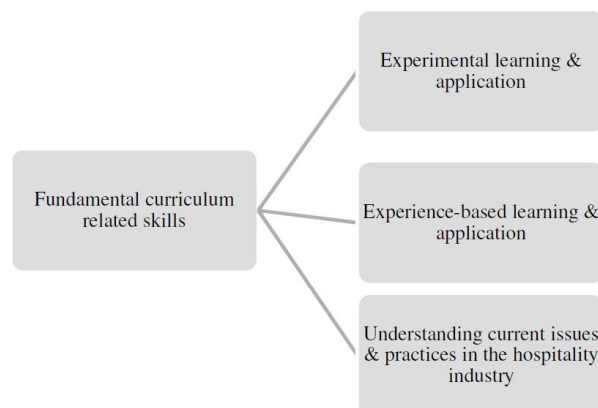 Experimental learning &
application
Fundamental curriculum
related skills
Experience-based learning &
application
Understanding current issues
& practices in the hospitality
industry